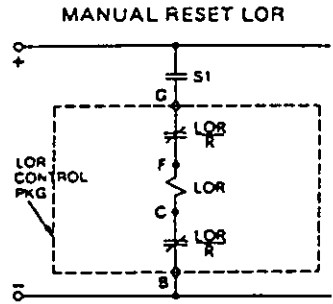 MANUAL RESET LOR
+
S1
G
LOR
R
F
LOR
CONTROL
PKG
LOR
C
LOR
R
B
−